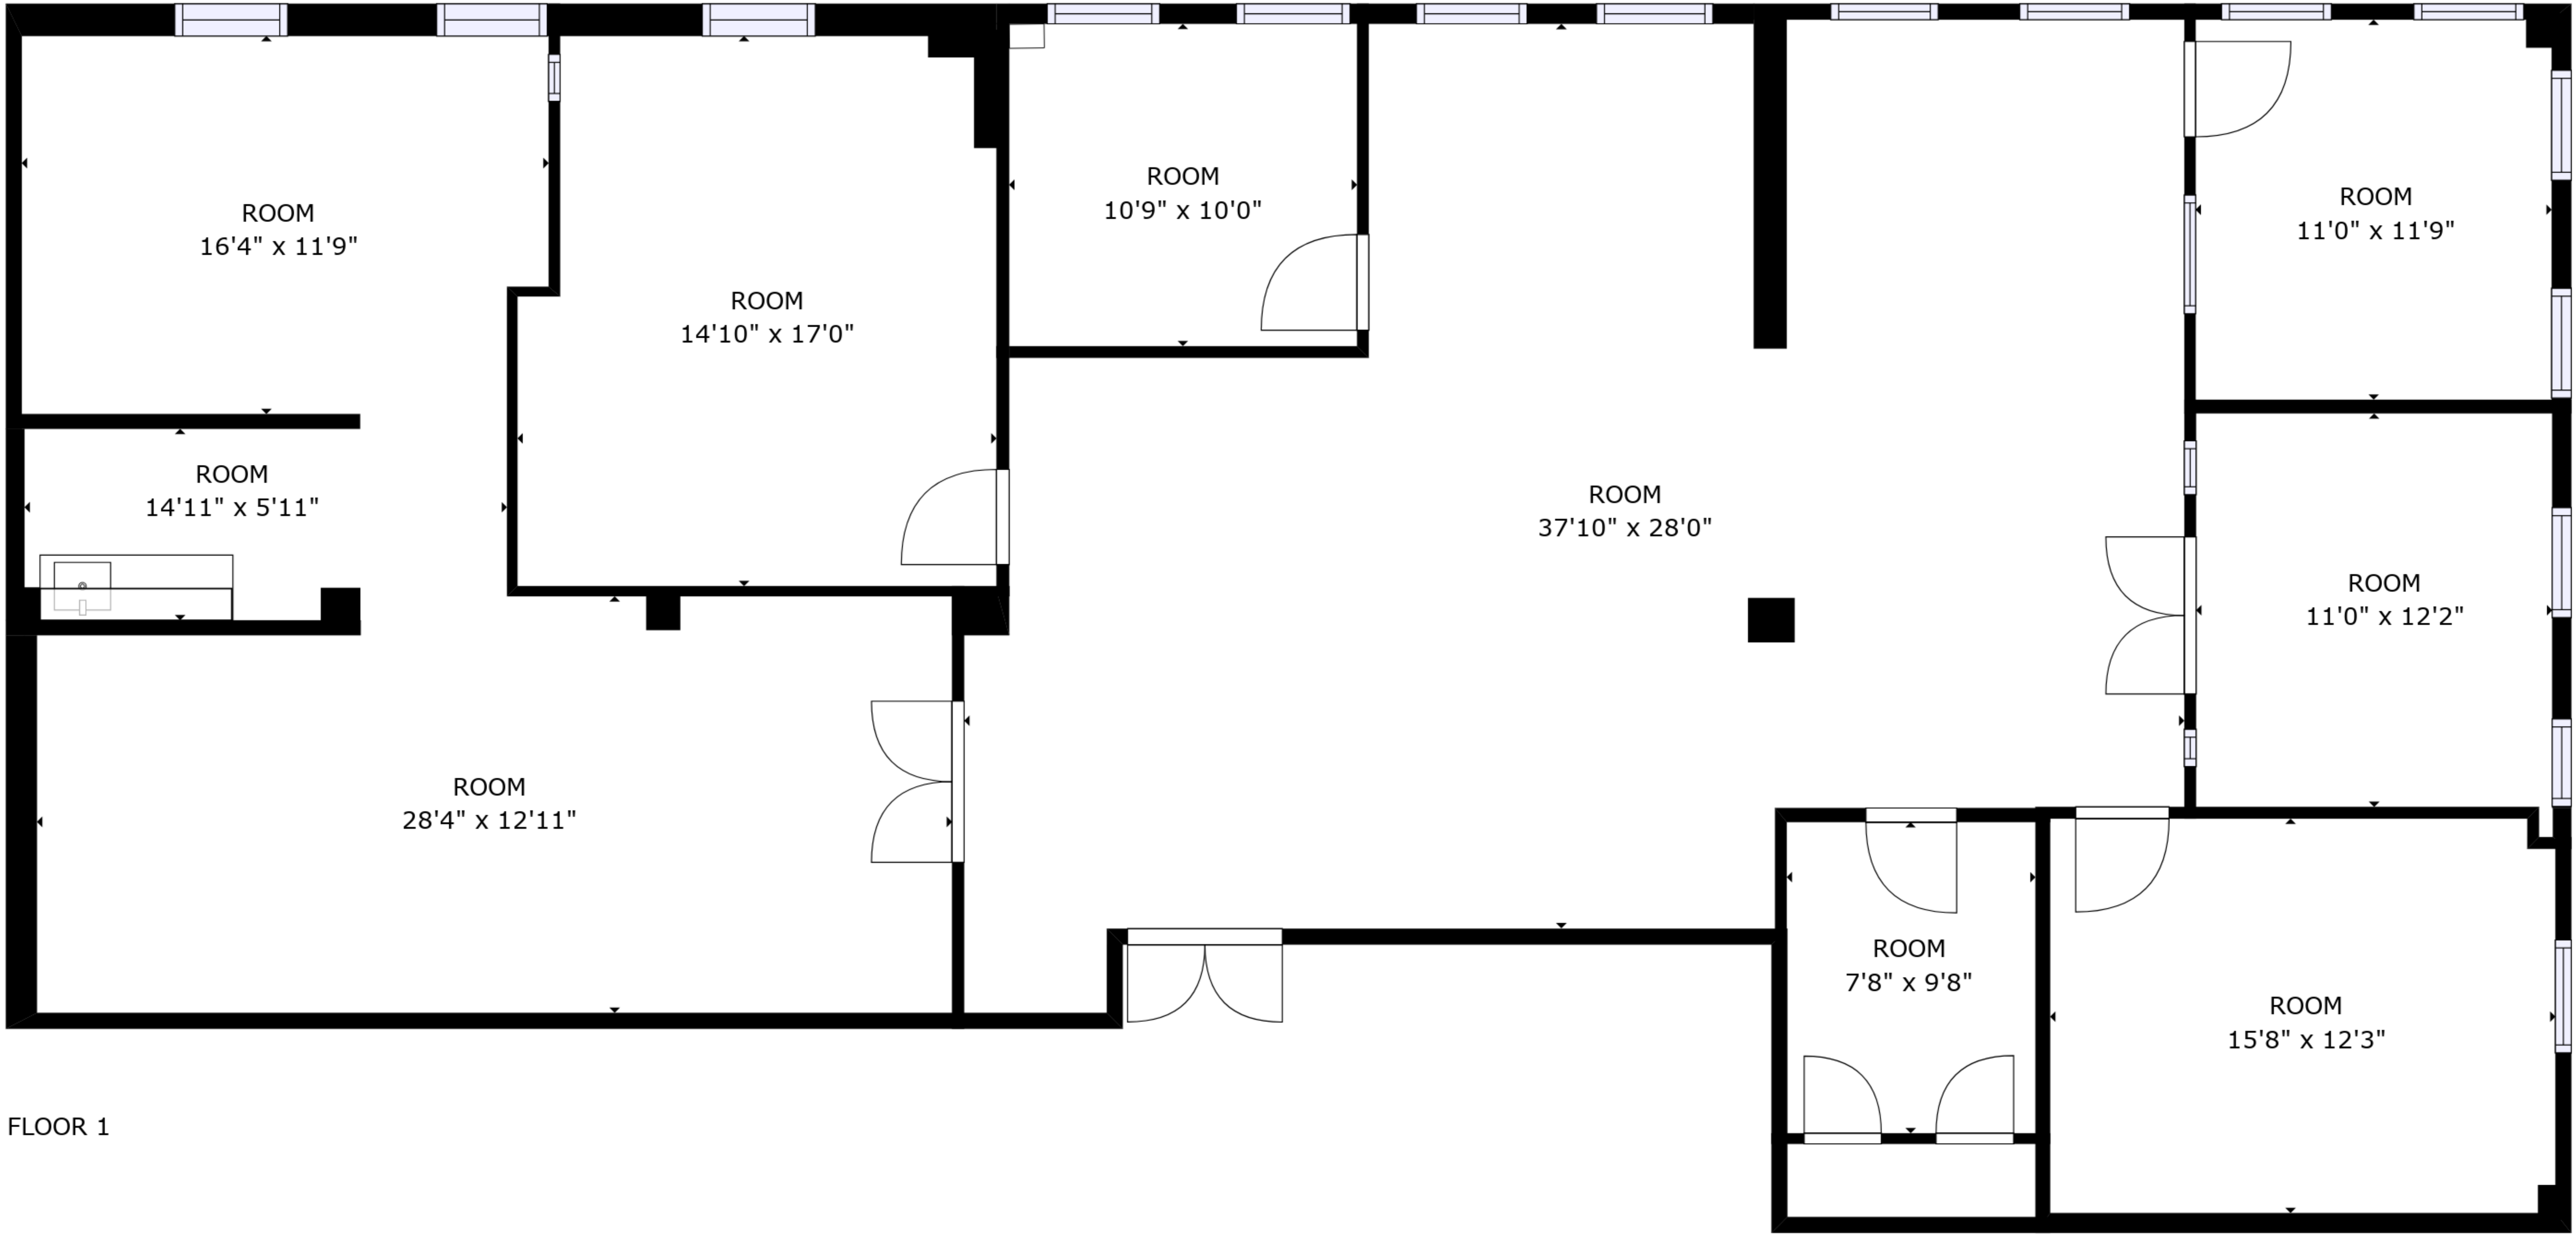 ROOM
16'4" x 11'9"
ROOM
14'10" x 17'0"
ROOM
10'9" x 10'0"
ROOM
11'0" x 11'9"
ROOM
14'11" x 5'11"
ROOM
37'10" x 28'0"
ROOM
11'0" x 12'2"
ROOM
28'4" x 12'11"
ROOM
7'8" x 9'8"
ROOM
15'8" x 12'3"
FLOOR 1